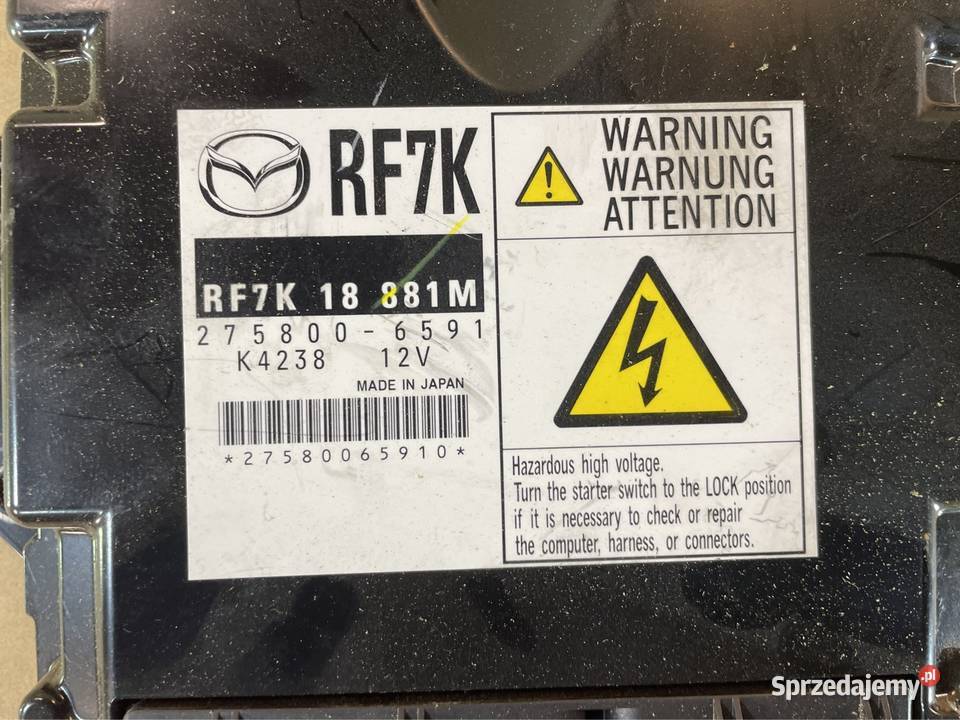 RF7K
RF7K 18 881M
275800-6591
K4238 12V
MADE IN JAPAN
*27580065910*
WARNING
WARNUNG
ATTENTION
Hazardous high voltage.
Turn the starter switch to the LOCK position
if it is necessary to check or repair
the computer, harness, or connectors.
Sprzedajemy.pl